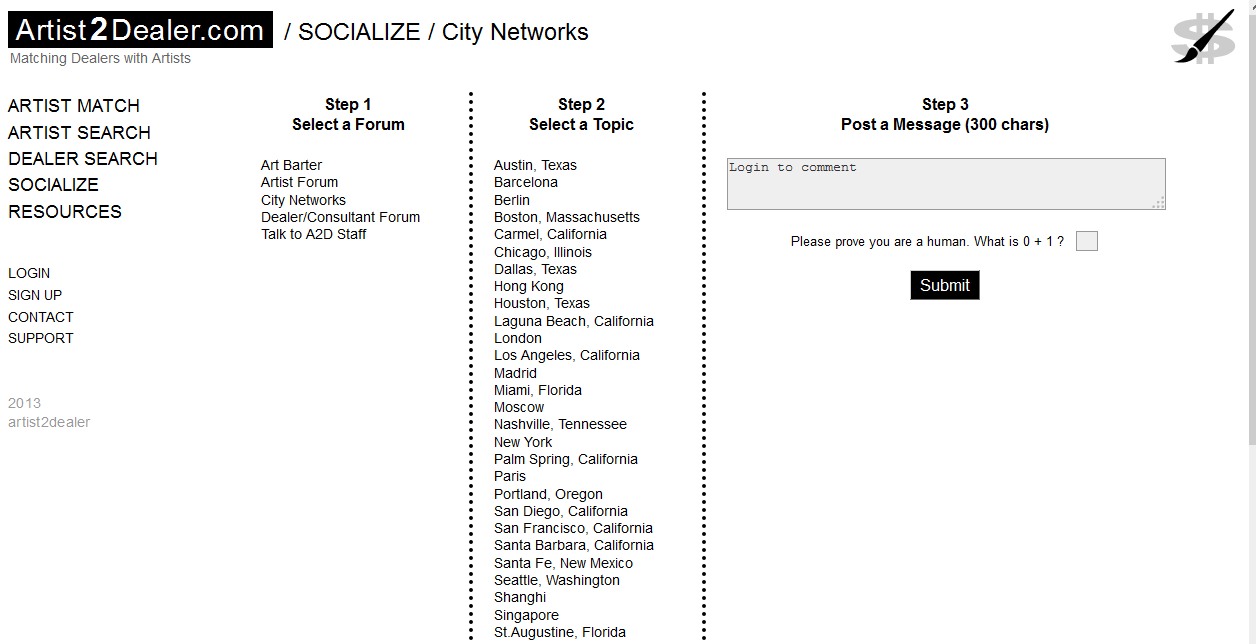 Artist2Dealer.com / SOCIALIZE / City Networks
Matching Dealers with Artists
ARTIST MATCH
ARTIST SEARCH
DEALER SEARCH
SOCIALIZE
RESOURCES
LOGIN
SIGN UP
CONTACT
SUPPORT
2013
artist2dealer
Step 1
Select a Forum
Art Barter
Artist Forum
City Networks
Dealer/Consultant Forum
Talk to A2D Staff
Step 2
Select a Topic
Austin, Texas
Barcelona
Berlin
Boston, Massachusetts
Carmel, California
Chicago, Illinois
Dallas, Texas
Hong Kong
Houston, Texas
Laguna Beach, California
London
Los Angeles, California
Madrid
Miami, Florida
Moscow
Nashville, Tennessee
New York
Palm Spring, California
Paris
Portland, Oregon
San Diego, California
San Francisco, California
Santa Barbara, California
Santa Fe, New Mexico
Seattle, Washington
Shanghi
Singapore
St.Augustine, Florida
Step 3
Post a Message (300 chars)
Login to comment
Please prove you are a human. What is 0 + 1 ?
Submit